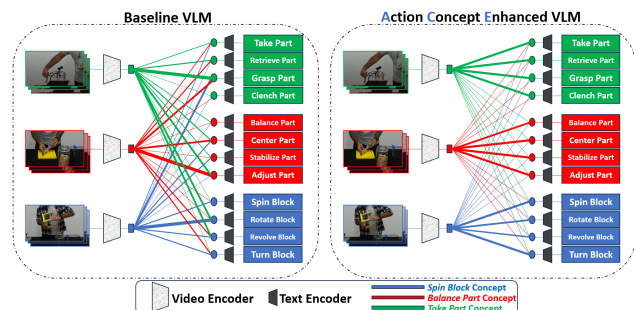 Baseline VLM
Action Concept Enhanced VLM
Take Part
Retrieve Part
Grasp Part
Clench Part
Balance Part
Center Part
Stabilize Part
Adjust Part
Spin Block
Rotate Block
Revolve Block
Turn Block
Take Part
Retrieve Part
Grasp Part
Clench Part
Balance Part
Center Part
Stabilize Part
Adjust Part
Spin Block
Rotate Block
Revolve Block
Turn Block
Video Encoder
Text Encoder
Spin Block Concept
Balance Part Concept
Take Part Concept